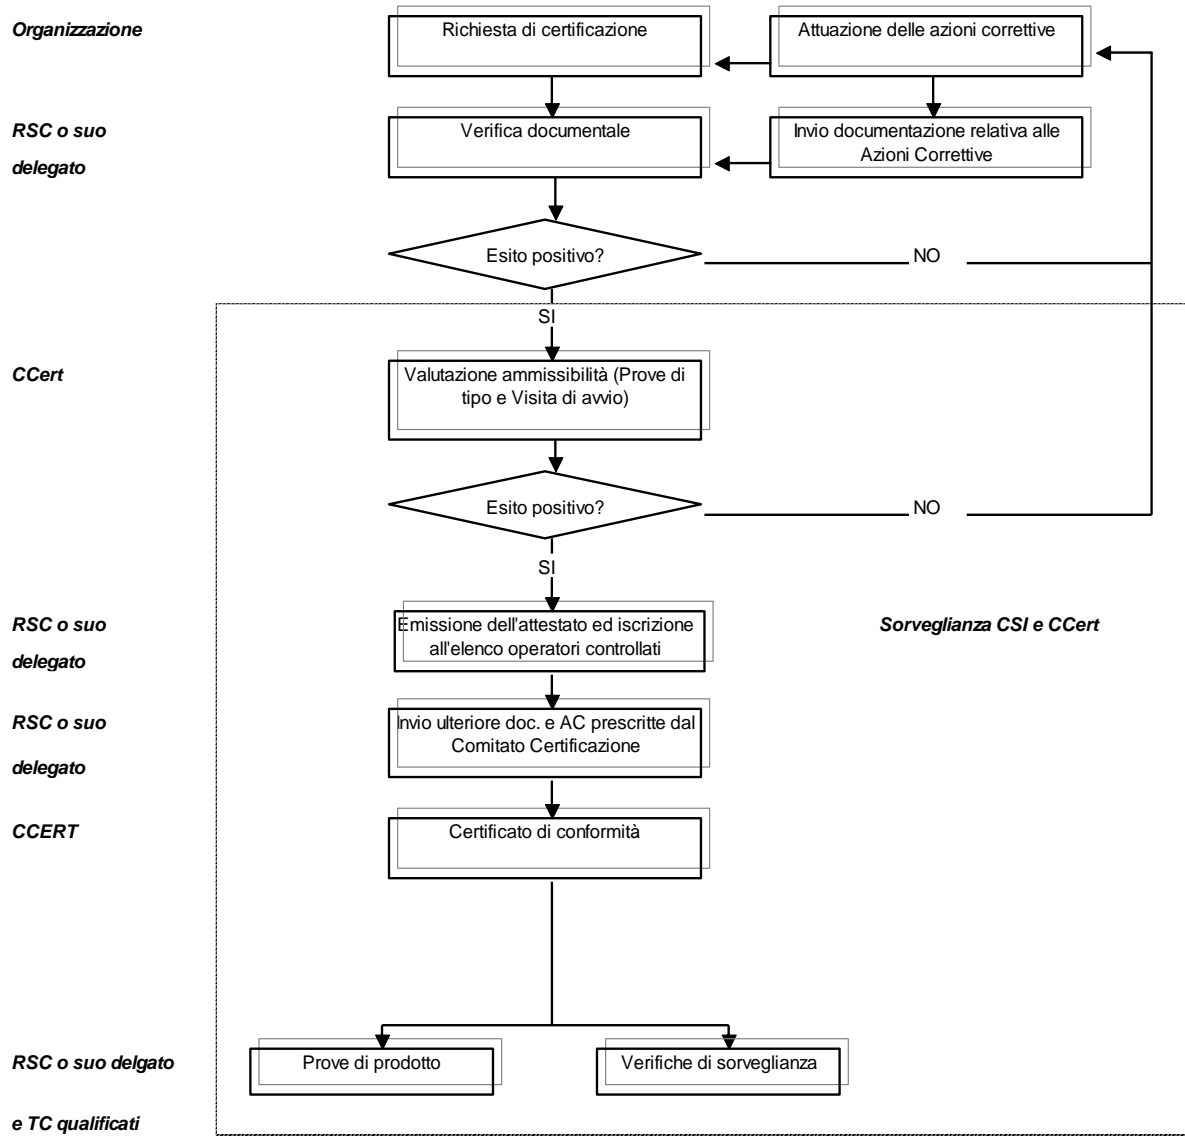 Organizzazione
Richiesta di certificazione
Attuazione delle azioni correttive
RSC o suo
delegato
Verifica documentale
Invio documentazione relativa alle
Azioni Correttive
Esito positivo?
NO
SI
CCert
Valutazione ammissibilità (Prove di
tipo e Visita di avvio)
Esito positivo?
NO
SI
RSC o suo
delegato
Emissione dell'attestato ed iscrizione
all'elenco operatori controllati
Sorveglianza CSI e CCert
RSC o suo
delegato
Invio ulteriore doc. e AC prescritte dal
Comitato Certificazione
CCERT
Certificato di conformità
RSC o suo delgato
e TC qualificati
Prove di prodotto
Verifiche di sorveglianza